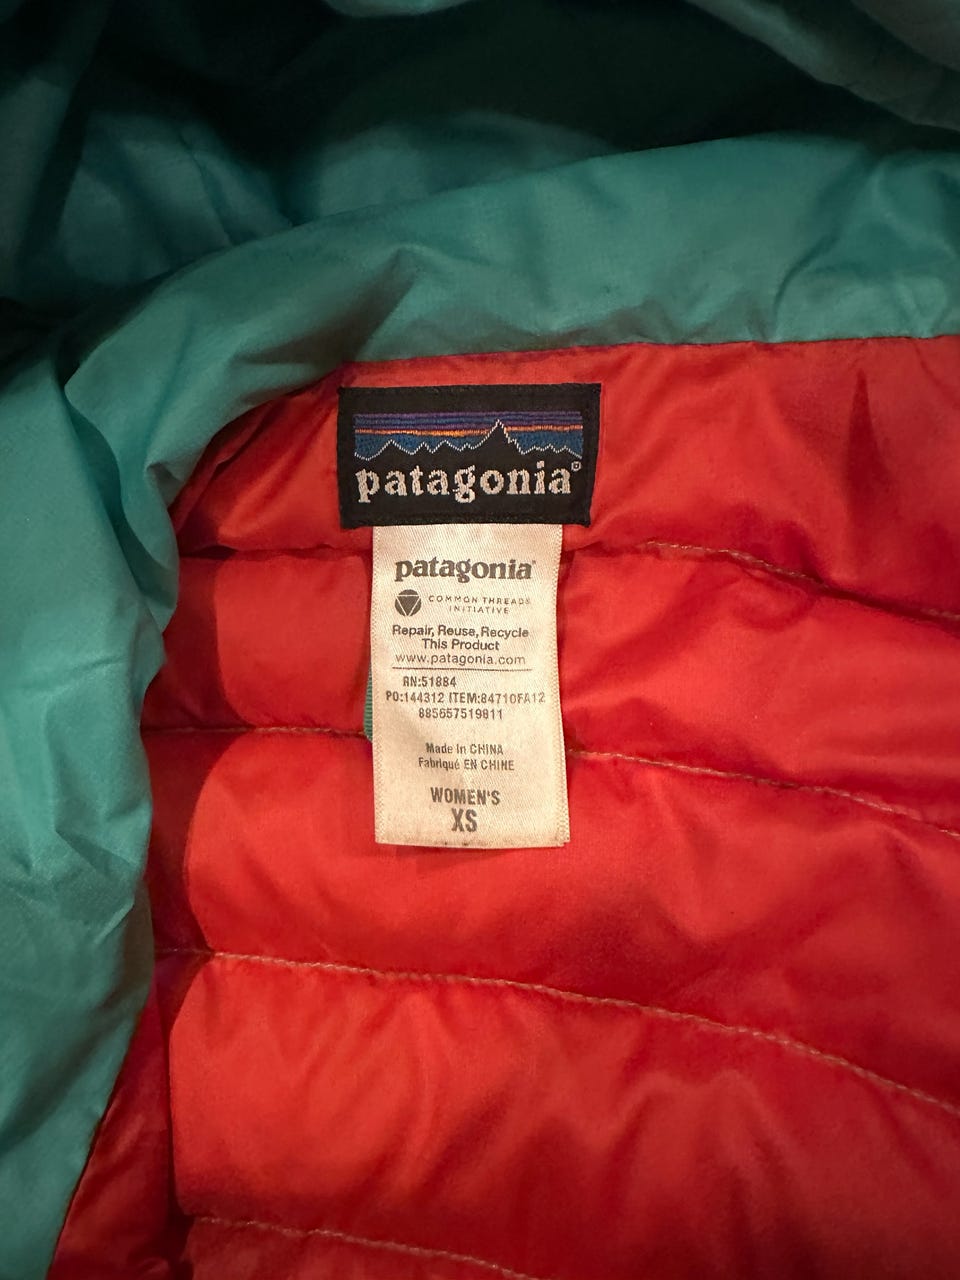 patagonia®
patagonia®
COMMON THREADS
INITIATIVE
Repair, Reuse, Recycle
This Product
www.patagonia.com
RN:51884
PO:144312 ITEM:84710FA12
885657519811
Made in CHINA
Fabriqué EN CHINE
WOMEN'S
XS